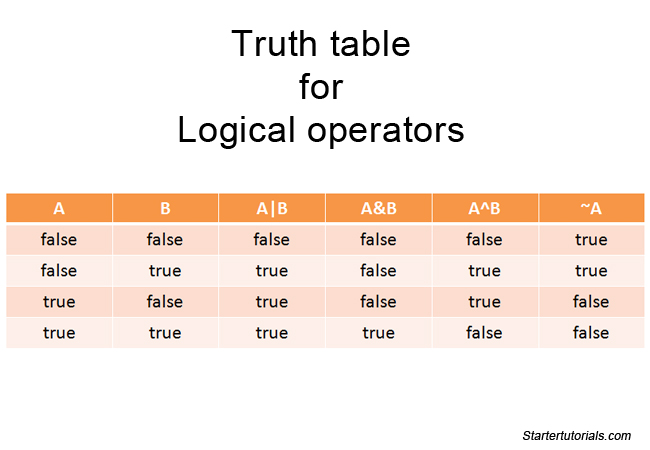 Truth table
for
Logical operators
A B A|B A&B A^B ~A
false false false false false true
false true true false true true
true false true false true false
true true true true false false
Startertutorials.com